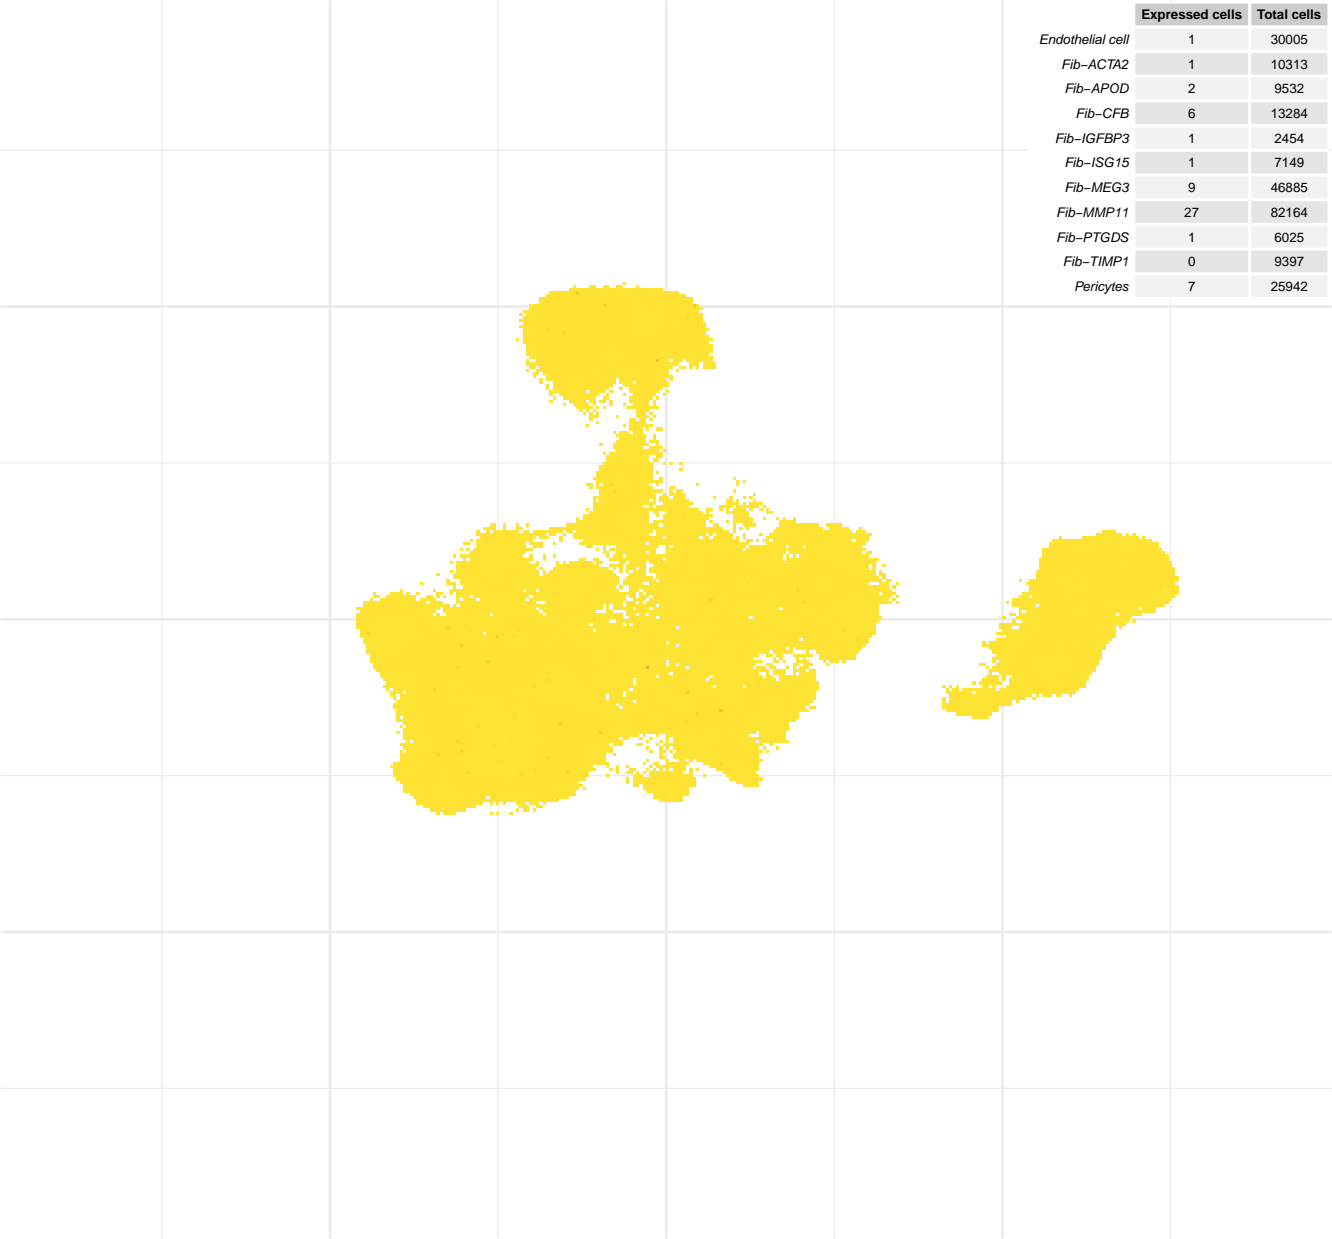 Expressed cells Total cells
Endothelial cell 1 30005
Fib−ACTA2 1 10313
Fib−APOD 2 9532
Fib−CFB 6 13284
Fib−IGFBP3 1 2454
Fib−ISG15 1 7149
Fib−MEG3 9 46885
Fib−MMP11 27 82164
Fib−PTGDS 1 6025
Fib−TIMP1 0 9397
Pericytes 7 25942